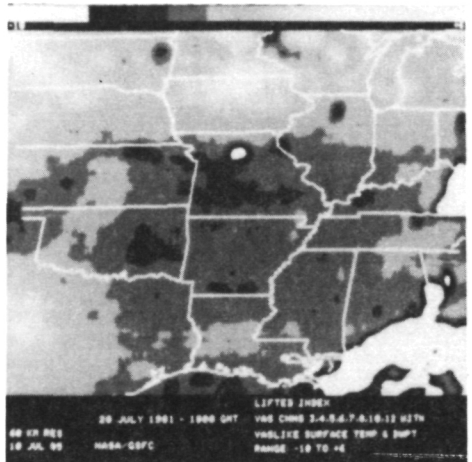 LIFTED INDEX
20 JULY 1981 - 1800 GMT
VAS CHNS 3,4,5,6,7,8,10,12 WITH
60 KM RES
VASLIKE SURFACE TEMP & DWPT
10 JUL 85
NASA/GSFC
RANGE -10 TO +6